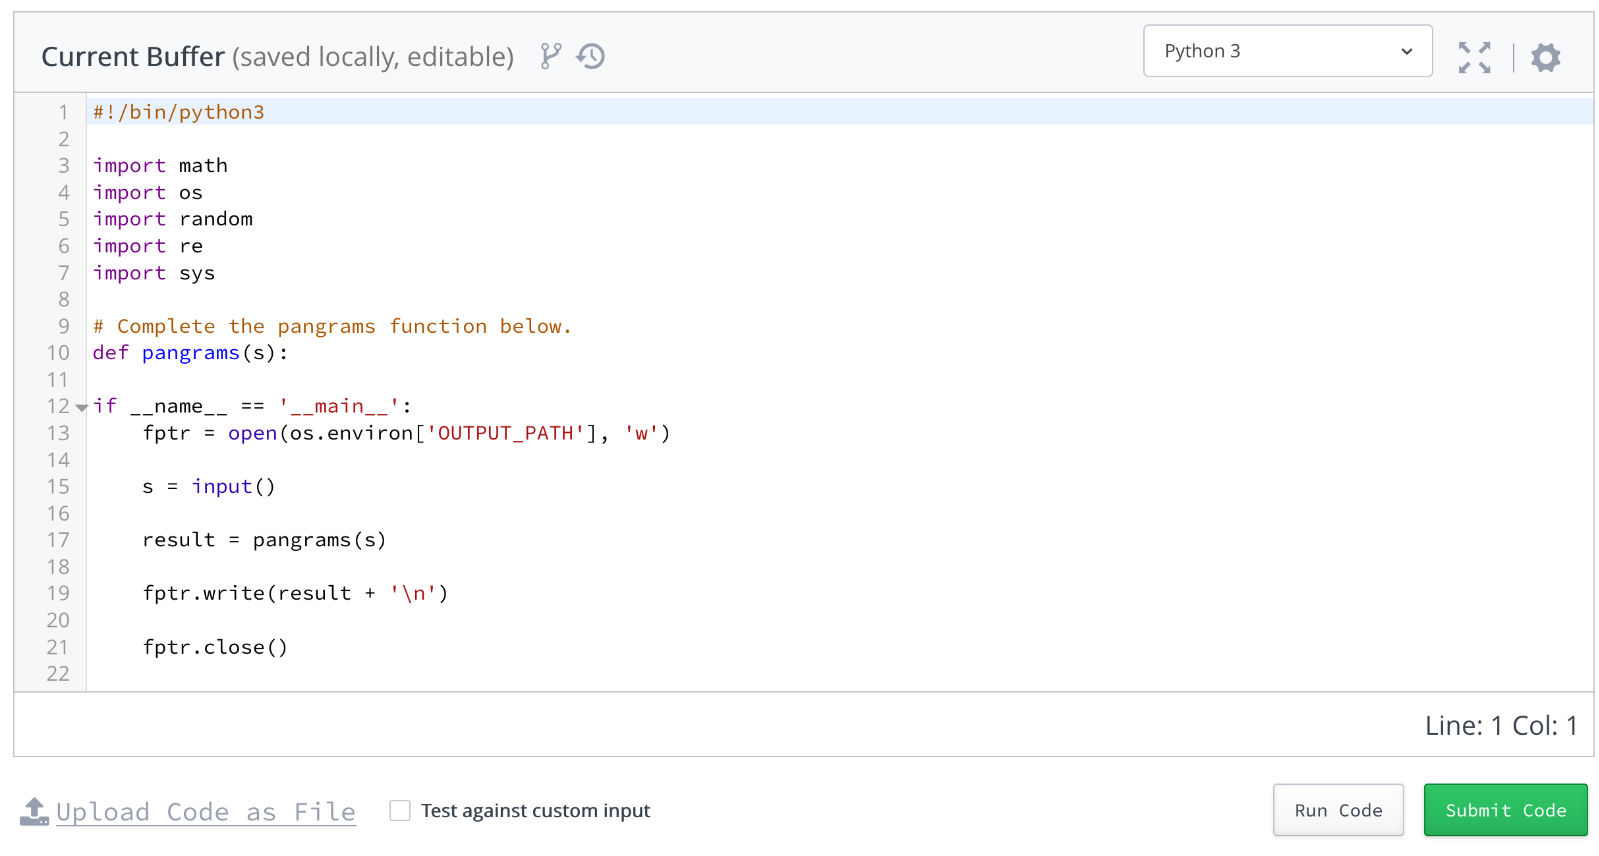 Current Buffer (saved locally, editable)
Python 3
1 #!/bin/python3
2
3 import math
4 import os
5 import random
6 import re
7 import sys
8
9 # Complete the pangrams function below.
10 def pangrams(s):
11
12 if __name__ == '__main__':
13     fptr = open(os.environ['OUTPUT_PATH'], 'w')
14
15     s = input()
16
17     result = pangrams(s)
18
19     fptr.write(result + '\n')
20
21     fptr.close()
22
Line: 1 Col: 1
Upload Code as File
Test against custom input
Run Code
Submit Code